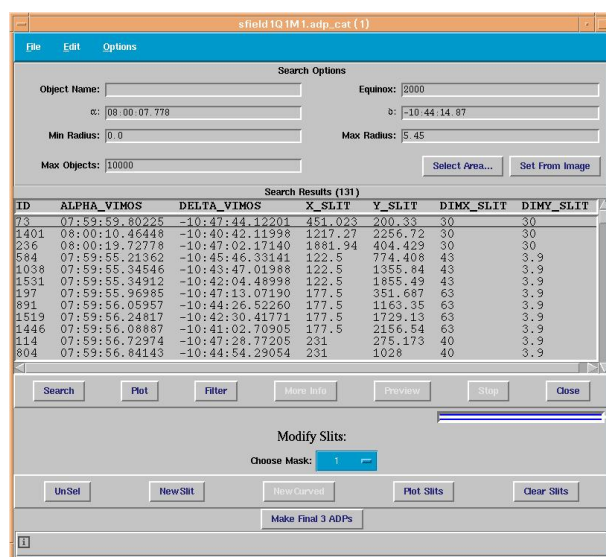 sfield1Q1M1.adp_cat (1)
File Edit Options
Search Options
Object Name: Equinox: 2000
α: 08:00:07.778 δ: -10:44:14.87
Min Radius: 0.0 Max Radius: 5.45
Max Objects: 10000 Select Area... Set From Image
Search Results (131)
ID ALPHA_VIMOS DELTA_VIMOS X_SLIT Y_SLIT DIMX_SLIT DIMY_SLIT
73 07:59:59.80225 -10:47:44.12201 451.023 200.33 30 30
1401 08:00:10.46448 -10:40:42.11998 1217.27 2256.72 30 30
236 08:00:19.72778 -10:47:02.17140 1881.94 404.429 30 30
584 07:59:55.21362 -10:45:46.33141 122.5 774.408 43 3.9
1038 07:59:55.34546 -10:43:47.01988 122.5 1355.84 43 3.9
1531 07:59:55.34912 -10:42:04.48998 122.5 1855.49 43 3.9
197 07:59:55.96985 -10:47:13.07190 177.5 351.687 63 3.9
891 07:59:56.05957 -10:44:26.52260 177.5 1163.35 63 3.9
1519 07:59:56.24817 -10:42:30.41771 177.5 1729.13 63 3.9
1446 07:59:56.08887 -10:41:02.70905 177.5 2156.54 63 3.9
114 07:59:56.72974 -10:47:28.77205 231 275.173 40 3.9
804 07:59:56.84143 -10:44:54.29054 231 1028 40 3.9
Search Plot Filter More Info Preview Stop Close
Modify Slits:
Choose Mask: 1
UnSel NewSlit NewCurved Plot Slits Clear Slits
Make Final 3 ADPs